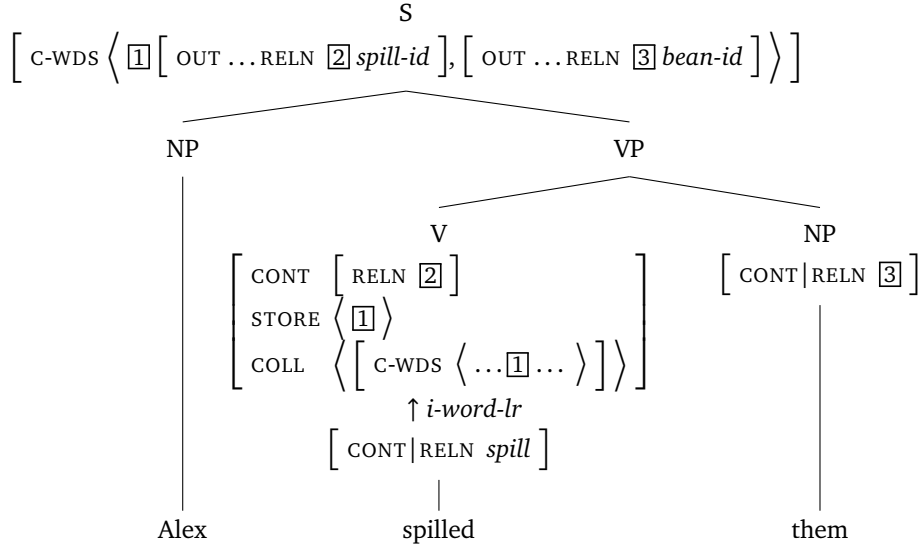 S
[ C-WDS ⟨ 1 [ OUT …RELN 2 spill-id ], [ OUT …RELN 3 bean-id ] ⟩ ]
NP VP
V NP
[ CONT [ RELN 2 ] [ CONT|RELN 3 ]
STORE ⟨ 1 ⟩
COLL ⟨ [ C-WDS ⟨ …1… ⟩ ] ⟩ ]
↑ i-word-lr
[ CONT|RELN spill ]
Alex spilled them